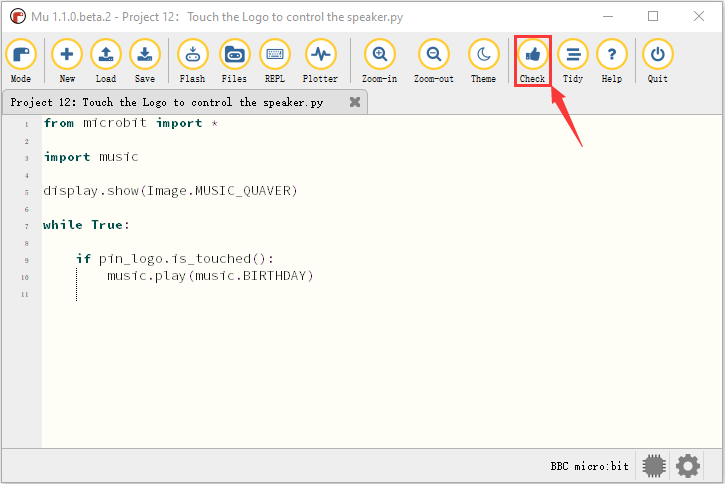 Mu 1.1.0.beta.2 - Project 12: Touch the Logo to control the speaker.py
Mode New Load Save Flash Files REPL Plotter Zoom-in Zoom-out Theme Check Tidy Help Quit
Project 12: Touch the Logo to control the speaker.py
1 from microbit import *
2
3 import music
4
5 display.show(Image.MUSIC_QUAVER)
6
7 while True:
8
9 if pin_logo.is_touched():
10 music.play(music.BIRTHDAY)
11
BBC micro:bit